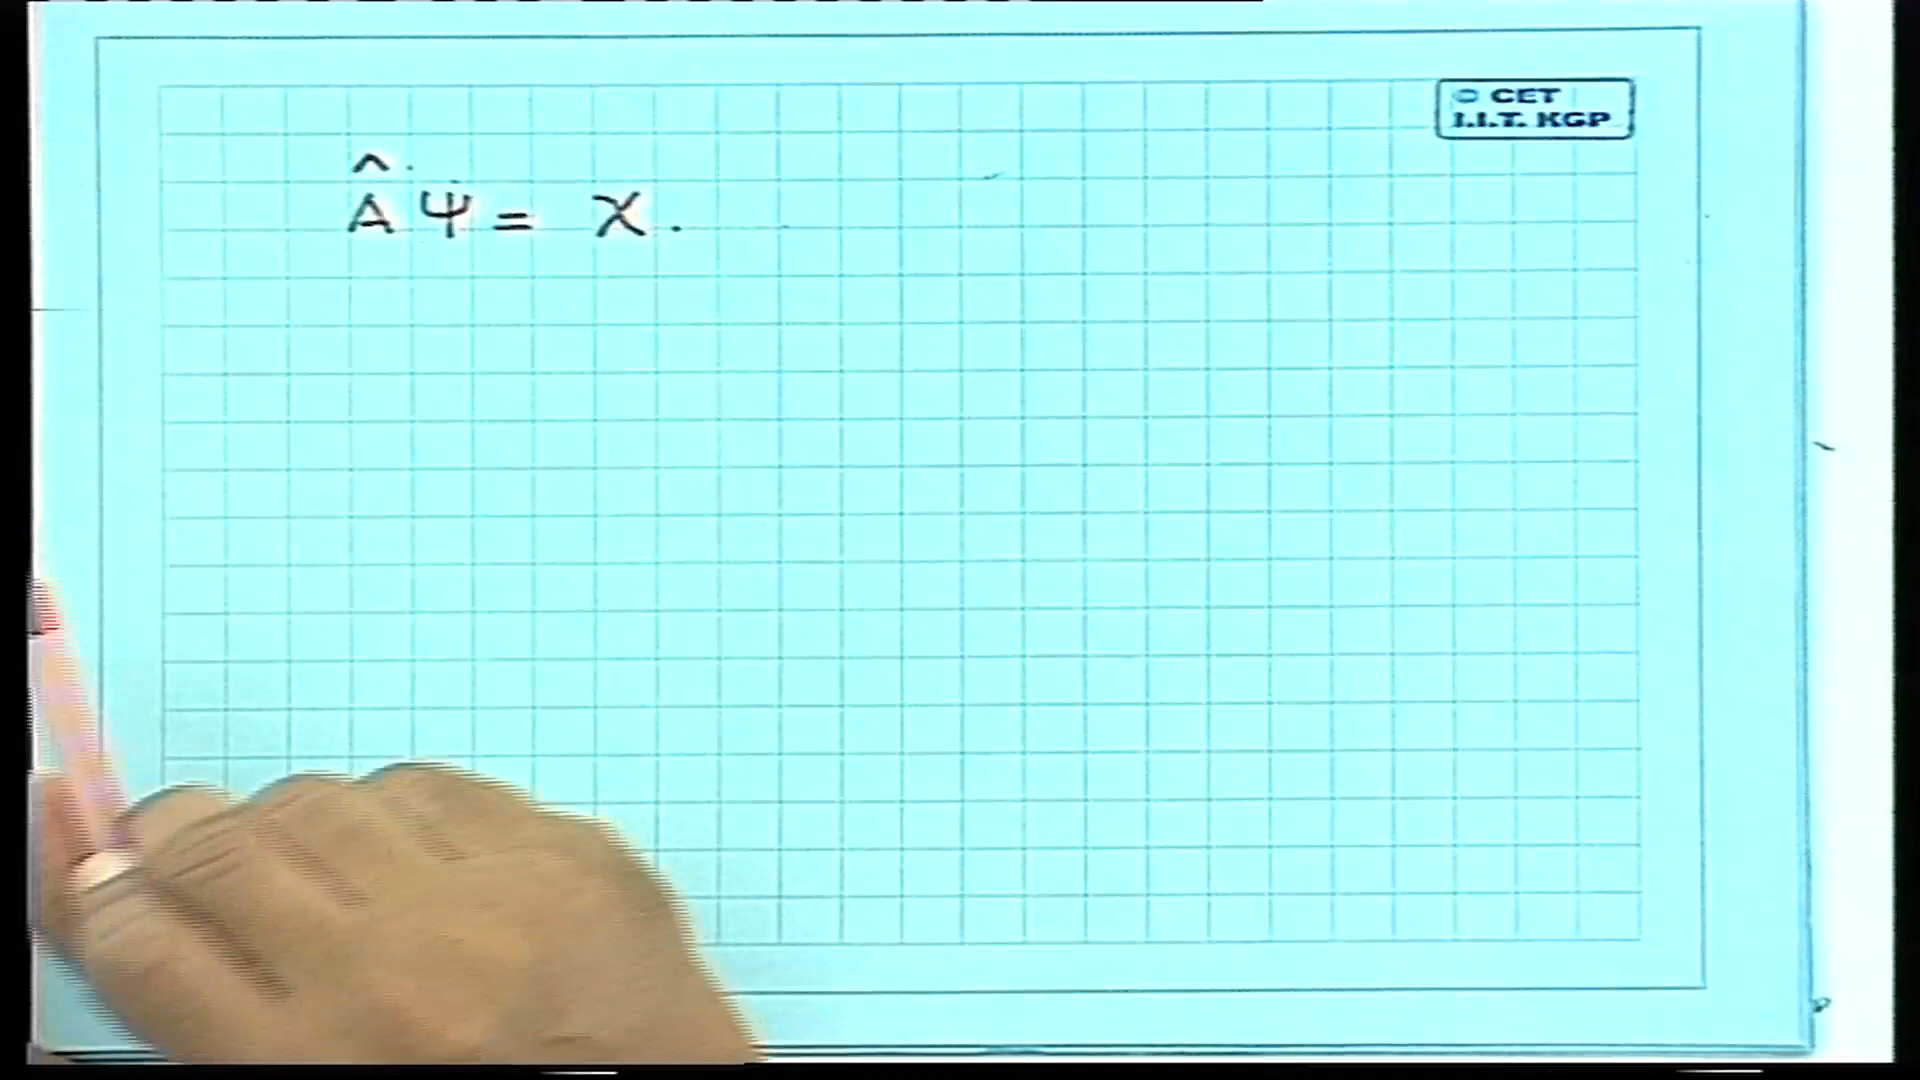 © CET
I.I.T. KGP
Â Ψ = χ.